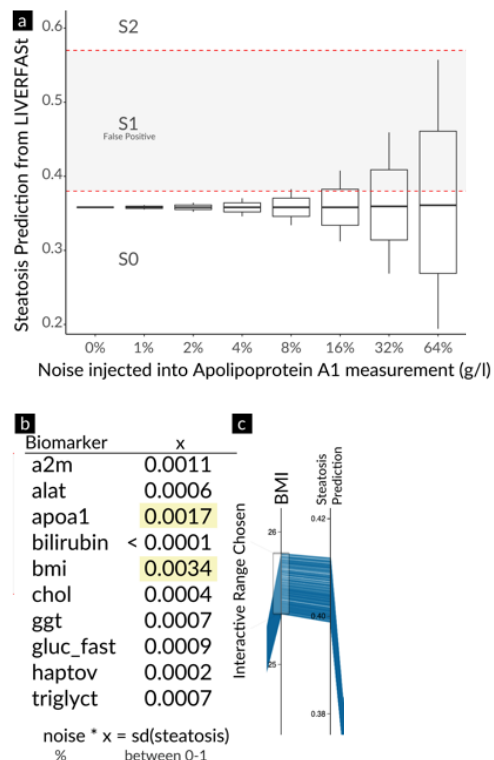 a
Steatosis Prediction from LIVERFASt
0.6
0.5
0.4
0.3
0.2
S2
S1
False Positive
S0
0% 1% 2% 4% 8% 16% 32% 64%
Noise injected into Apolipoprotein A1 measurement (g/l)
b
Biomarker x
a2m 0.0011
alat 0.0006
apoa1 0.0017
bilirubin < 0.0001
bmi 0.0034
chol 0.0004
ggt 0.0007
gluc_fast 0.0009
haptov 0.0002
triglyct 0.0007
noise * x = sd(steatosis)
% between 0-1
c
Interactive Range Chosen
BMI
Steatosis
Prediction
26
25
0.42
0.40
0.38